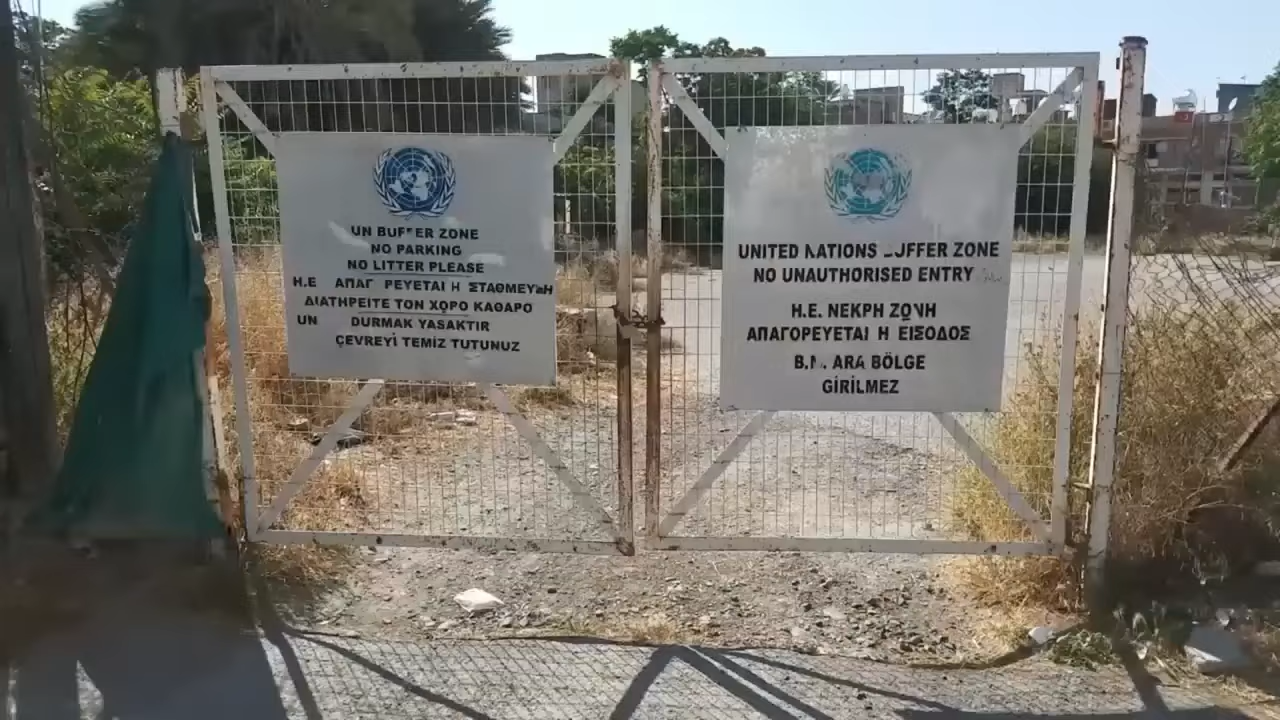 UN BUFFER ZONE
NO PARKING
NO LITTER PLEASE
Η.Ε ΑΠΑΓ ΡΕΥΕΤΑΙ Η ΣΤΑΘΜΕΥΣΗ
ΔΙΑΤΗΡΕΙΤΕ ΤΟΝ ΧΩΡΟ ΚΑΘΑΡΟ
UN DURMAK YASAKTIR
ÇEVREYİ TEMİZ TUTUNUZ
UNITED NATIONS BUFFER ZONE
NO UNAUTHORISED ENTRY
Η.Ε. ΝΕΚΡΗ ΖΩΝΗ
ΑΠΑΓΟΡΕΥΕΤΑΙ Η ΕΙΣΟΔΟΣ
B.M. ARA BÖLGE
GİRİLMEZ